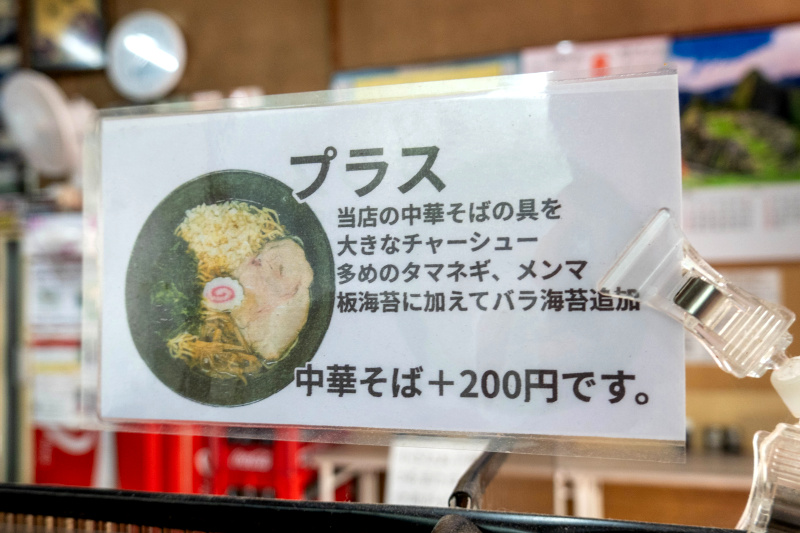 プラス
当店の中華そばの具を
大きなチャーシュー
多めのタマネギ、メンマ
板海苔に加えてバラ海苔追加
中華そば＋200円です。